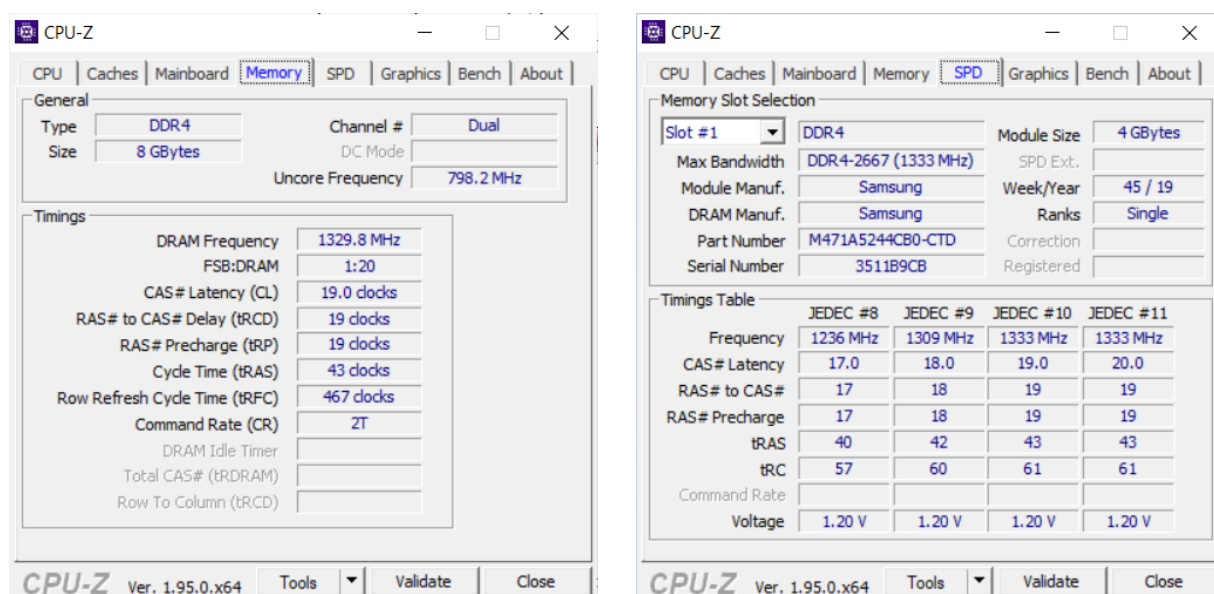 CPU-Z
CPU Caches Mainboard Memory SPD Graphics Bench About
General
Type DDR4 Channel # Dual
Size 8 GBytes DC Mode
Uncore Frequency 798.2 MHz
Timings
DRAM Frequency 1329.8 MHz
FSB:DRAM 1:20
CAS# Latency (CL) 19.0 clocks
RAS# to CAS# Delay (tRCD) 19 clocks
RAS# Precharge (tRP) 19 clocks
Cycle Time (tRAS) 43 clocks
Row Refresh Cycle Time (tRFC) 467 clocks
Command Rate (CR) 2T
DRAM Idle Timer
Total CAS# (tRDRAM)
Row To Column (tRCD)
CPU-Z Ver. 1.95.0.x64 Tools Validate Close
CPU-Z
CPU Caches Mainboard Memory SPD Graphics Bench About
Memory Slot Selection
Slot #1 DDR4 Module Size 4 GBytes
Max Bandwidth DDR4-2667 (1333 MHz) SPD Ext.
Module Manuf. Samsung Week/Year 45 / 19
DRAM Manuf. Samsung Ranks Single
Part Number M471A5244CB0-CTD Correction
Serial Number 3511B9CB Registered
Timings Table
JEDEC #8 JEDEC #9 JEDEC #10 JEDEC #11
Frequency 1236 MHz 1309 MHz 1333 MHz 1333 MHz
CAS# Latency 17.0 18.0 19.0 20.0
RAS# to CAS# 17 18 19 19
RAS# Precharge 17 18 19 19
tRAS 40 42 43 43
tRC 57 60 61 61
Command Rate
Voltage 1.20 V 1.20 V 1.20 V 1.20 V
CPU-Z Ver. 1.95.0.x64 Tools Validate Close